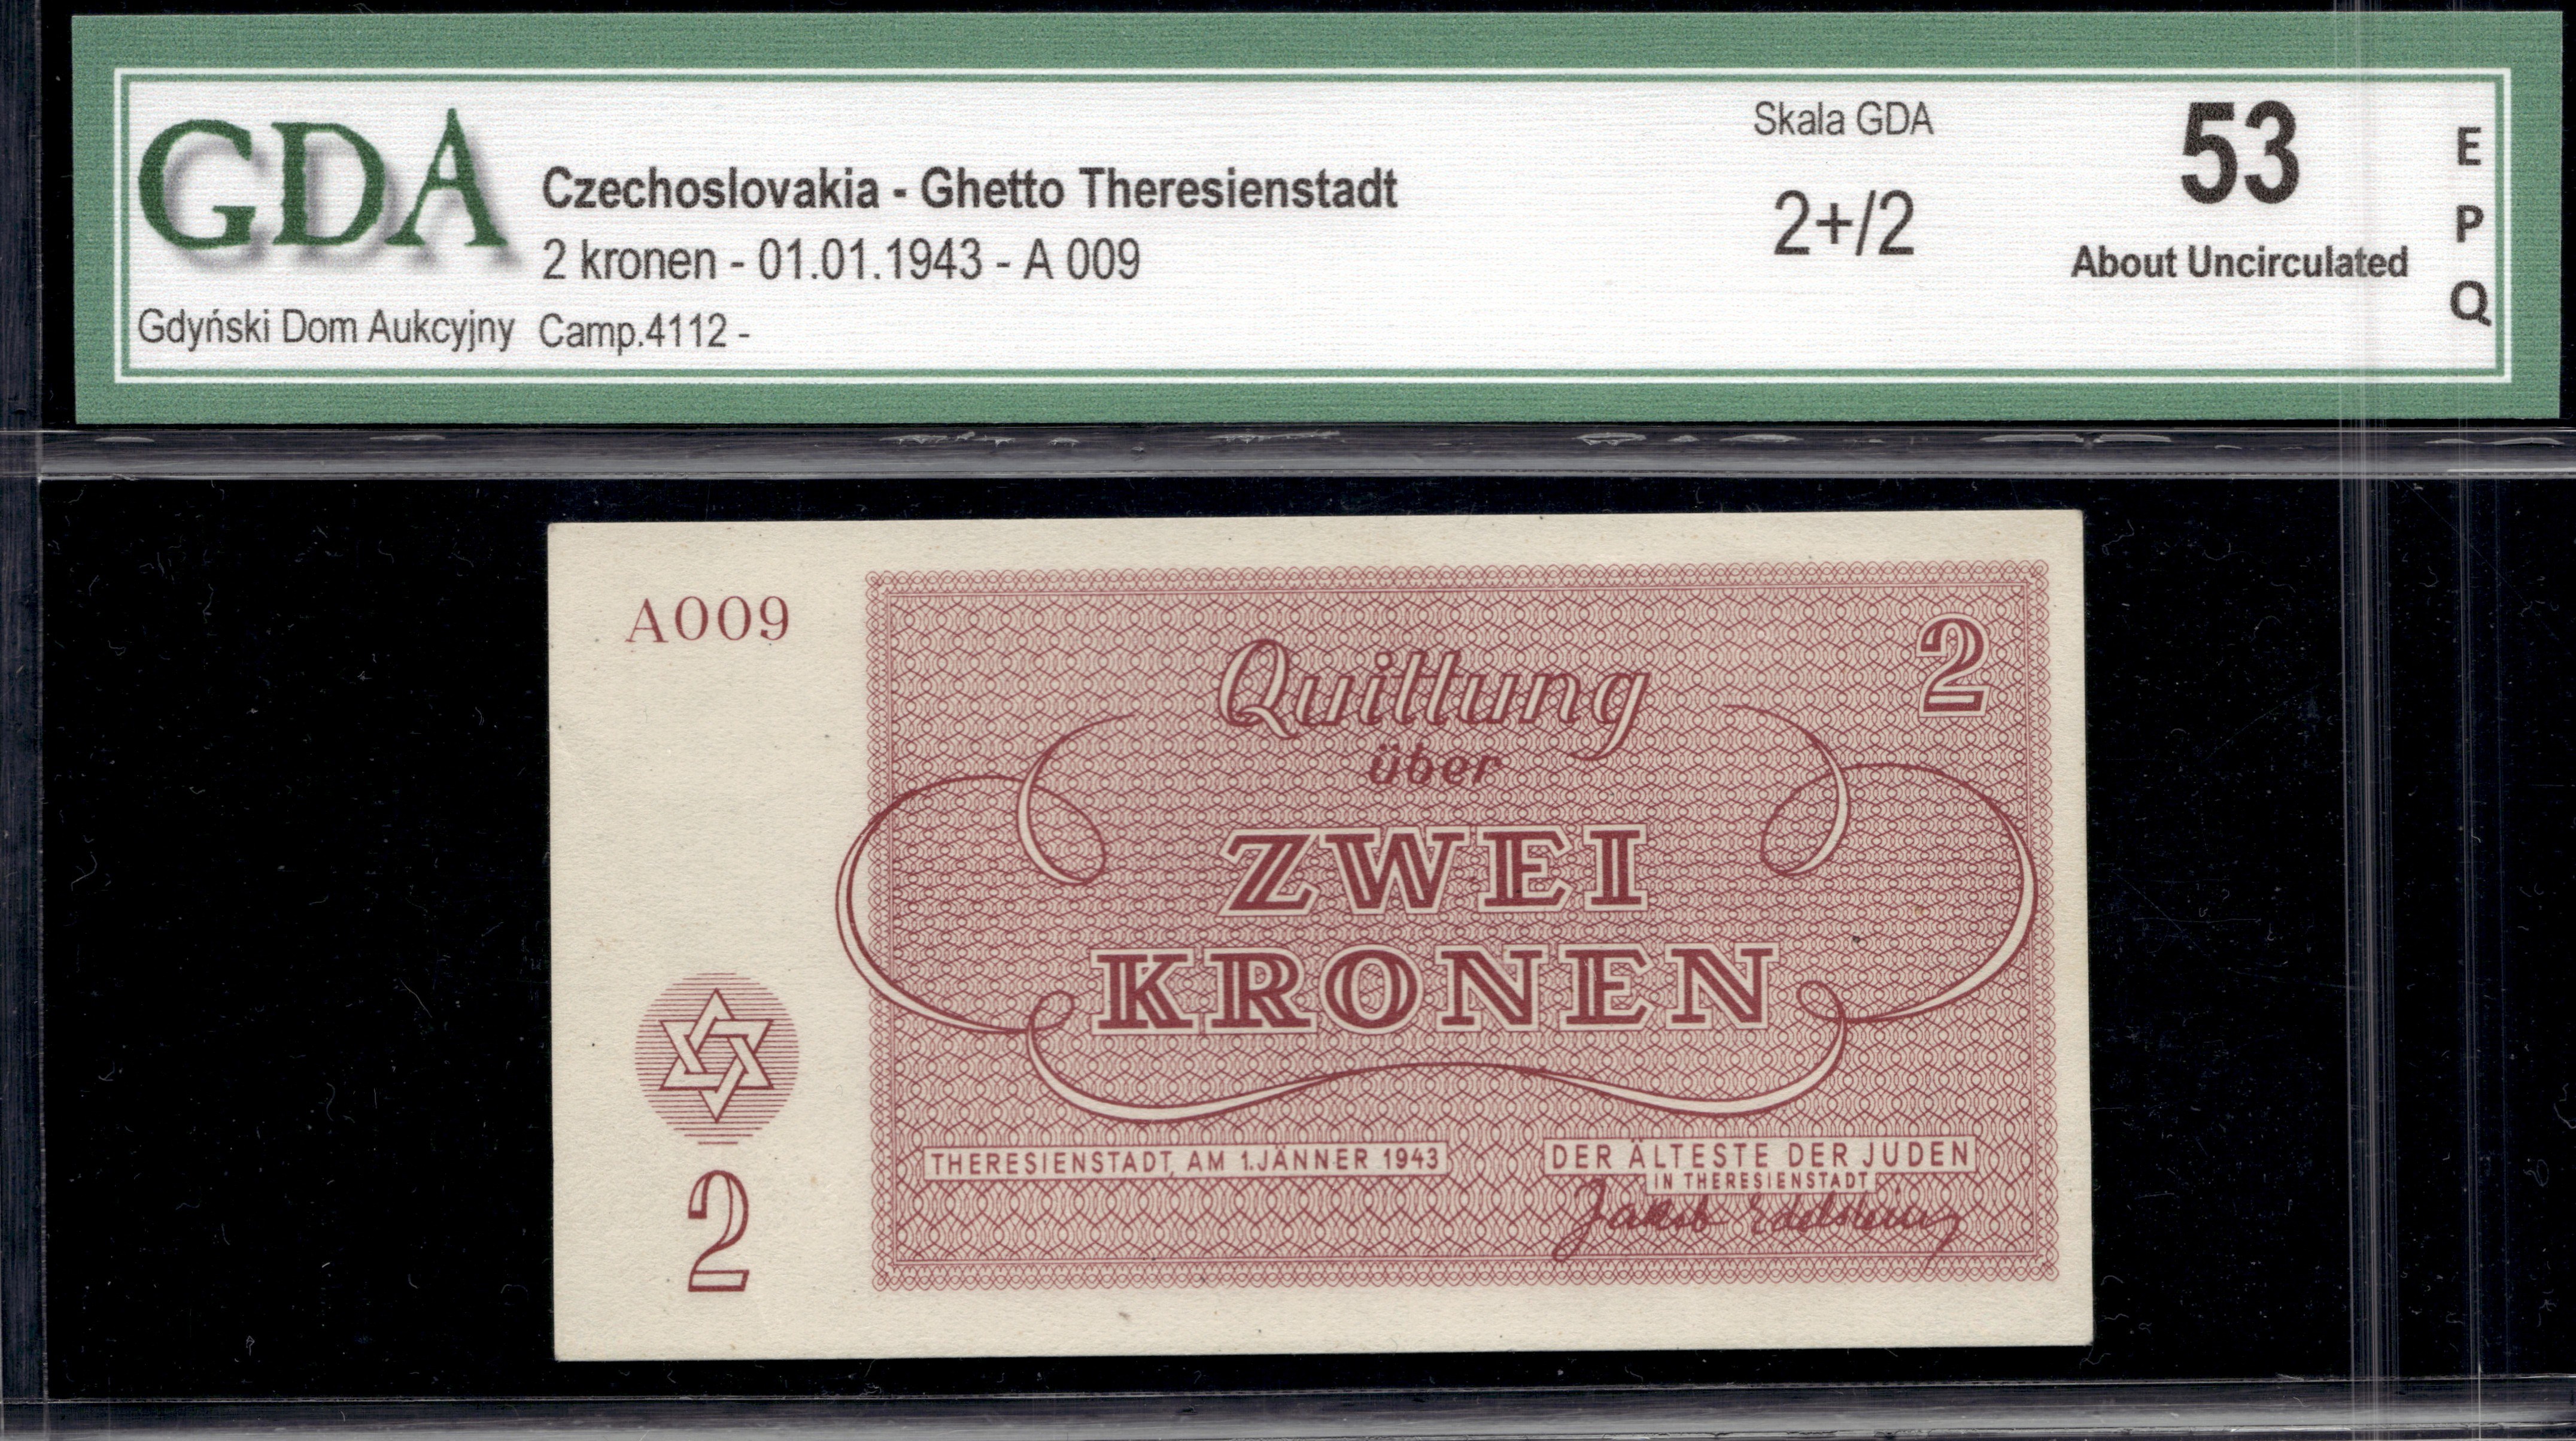 GDA
Gdyński Dom Aukcyjny
Czechoslovakia - Ghetto Theresienstadt
2 kronen - 01.01.1943 - A 009
Camp.4112 -
Skala GDA
2+/2
53
About Uncirculated
E
P
Q
A009
2
Quittung
über
ZWEI
KRONEN
THERESIENSTADT, AM 1.JÄNNER 1943
DER ÄLTESTE DER JUDEN
IN THERESIENSTADT
Jakob Edelstein
2